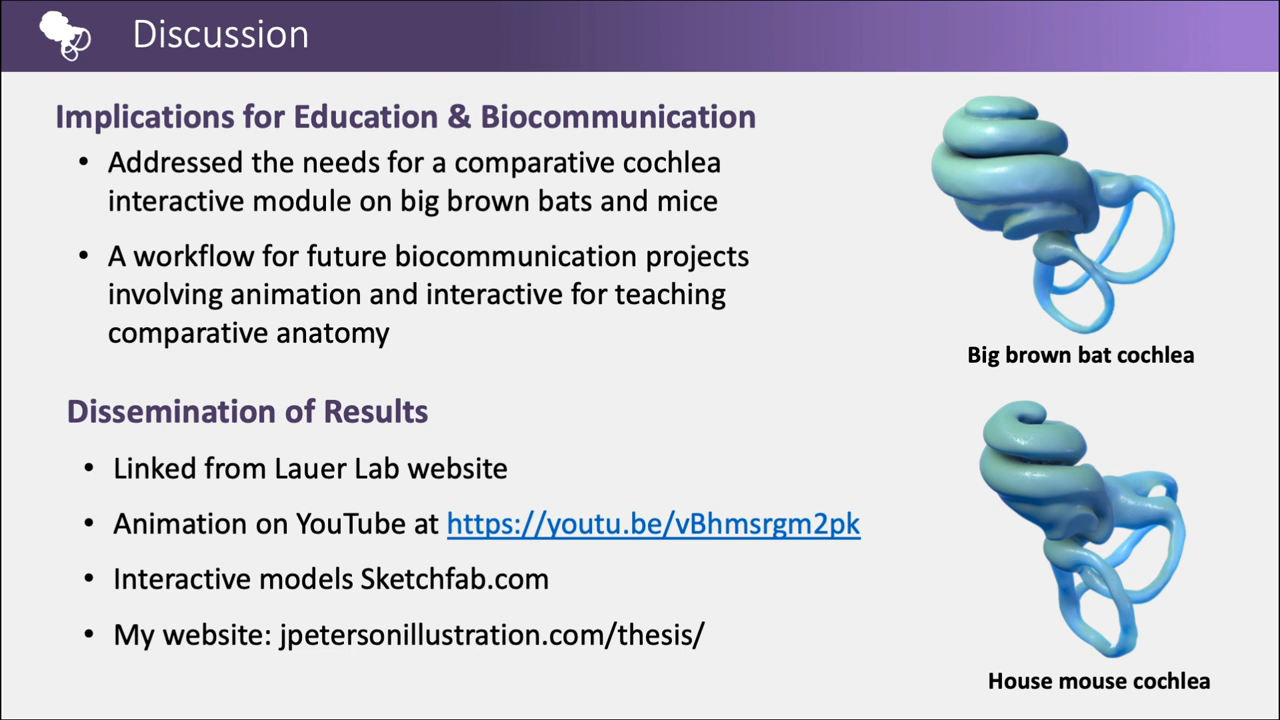 Discussion
Implications for Education & Biocommunication
• Addressed the needs for a comparative cochlea
interactive module on big brown bats and mice
• A workflow for future biocommunication projects
involving animation and interactive for teaching
comparative anatomy
Big brown bat cochlea
Dissemination of Results
• Linked from Lauer Lab website
• Animation on YouTube at https://youtu.be/vBhmsrgm2pk
• Interactive models Sketchfab.com
• My website: jpetersonillustration.com/thesis/
House mouse cochlea